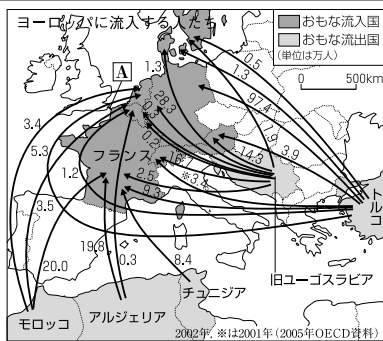 ヨーロッパに流入する人たち
おもな流入国
おもな流出国
(単位は万人)
0 500km
A
1.3
0.5
1.3
97.4
1.9
3.9
28.3
14.3
3.4
5.3
フランス
16
※3.4
1.2
2.5
9.3
3.5
19.8
0.3
8.4
20.0
トルコ
旧ユーゴスラビア
チュニジア
アルジェリア
モロッコ
2002年, ※は2001年 (2005年OECD資料)